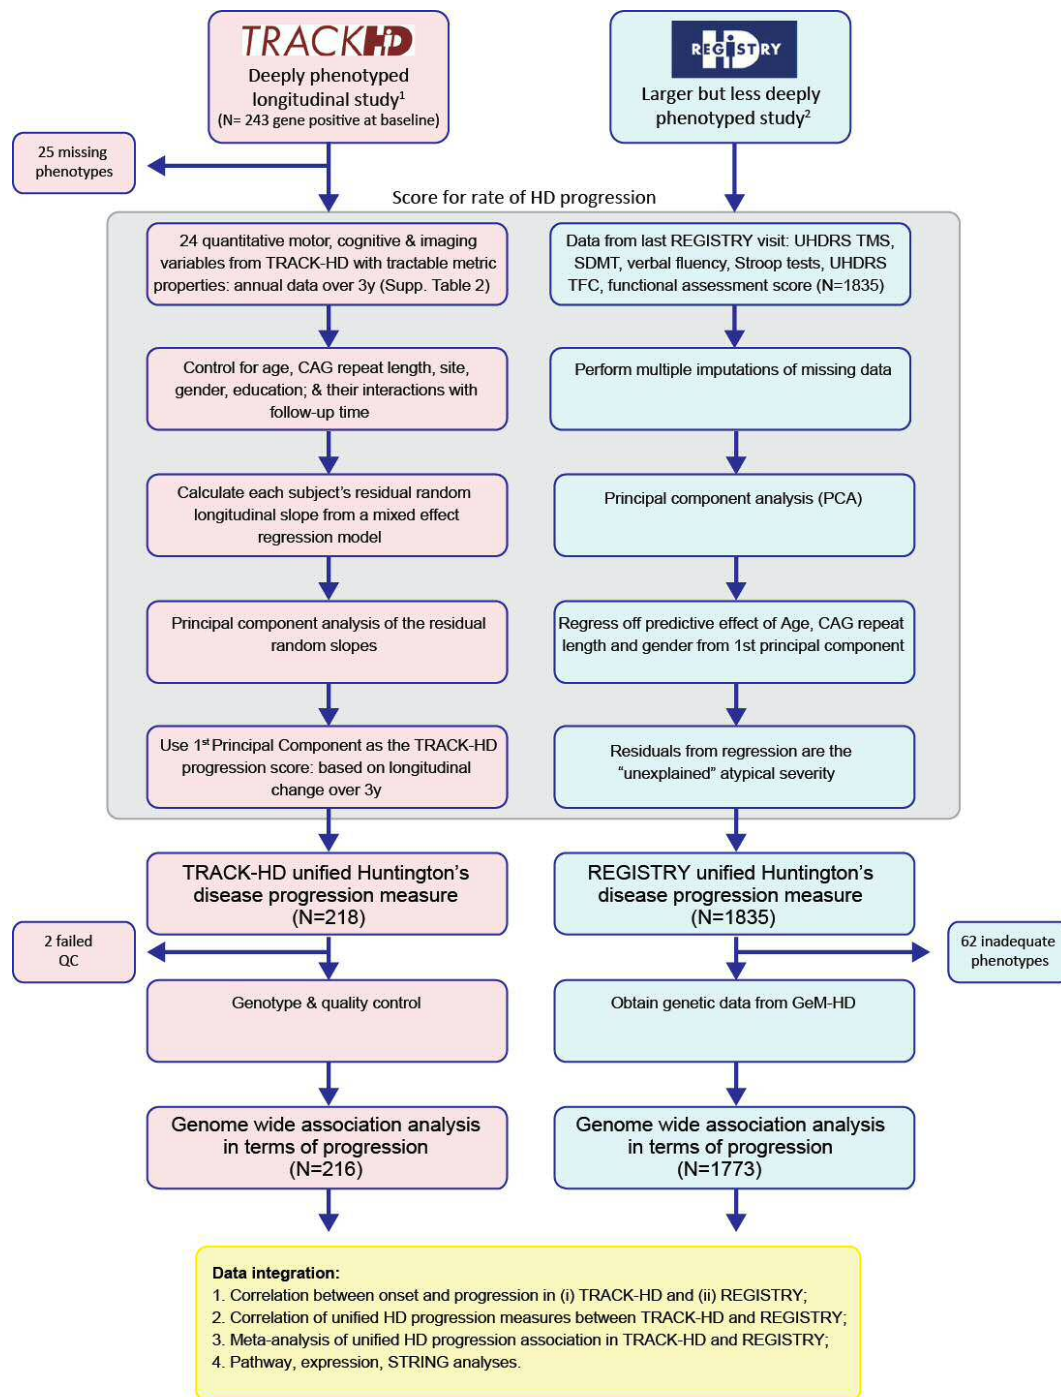 TRACKHD
Deeply phenotyped
longitudinal study1
(N= 243 gene positive at baseline)
HD REGISTRY
Larger but less deeply
phenotyped study2
25 missing
phenotypes
Score for rate of HD progression
24 quantitative motor, cognitive & imaging
variables from TRACK-HD with tractable metric
properties: annual data over 3y (Supp. Table 2)
Data from last REGISTRY visit: UHDRS TMS,
SDMT, verbal fluency, Stroop tests, UHDRS
TFC, functional assessment score (N=1835)
Control for age, CAG repeat length, site,
gender, education; & their interactions with
follow-up time
Perform multiple imputations of missing data
Calculate each subject's residual random
longitudinal slope from a mixed effect
regression model
Principal component analysis (PCA)
Principal component analysis of the residual
random slopes
Regress off predictive effect of Age, CAG repeat
length and gender from 1st principal component
Use 1st Principal Component as the TRACK-HD
progression score: based on longitudinal
change over 3y
Residuals from regression are the
“unexplained” atypical severity
TRACK-HD unified Huntington's
disease progression measure
(N=218)
REGISTRY unified Huntington's
disease progression measure
(N=1835)
2 failed
QC
62 inadequate
phenotypes
Genotype & quality control
Obtain genetic data from GeM-HD
Genome wide association analysis
in terms of progression
(N=216)
Genome wide association analysis
in terms of progression
(N=1773)
Data integration:
1. Correlation between onset and progression in (i) TRACK-HD and (ii) REGISTRY;
2. Correlation of unified HD progression measures between TRACK-HD and REGISTRY;
3. Meta-analysis of unified HD progression association in TRACK-HD and REGISTRY;
4. Pathway, expression, STRING analyses.